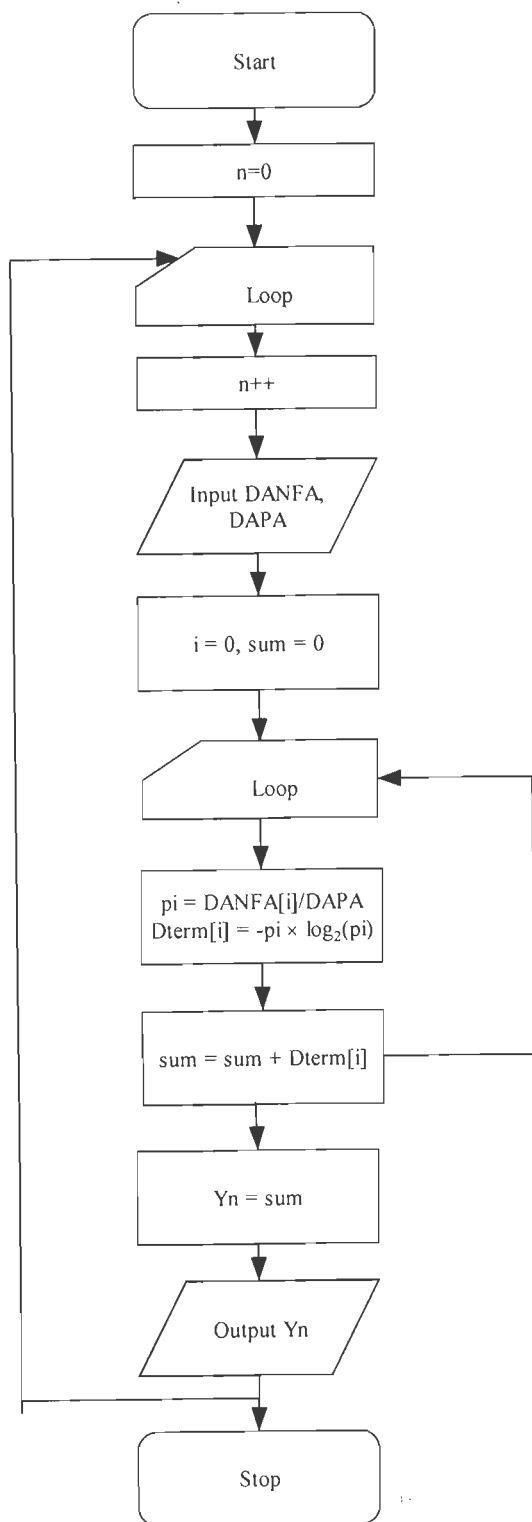 Start
n=0
Loop
n++
Input DANFA,
DAPA
i = 0, sum = 0
Loop
pi = DANFA[i]/DAPA
Dterm[i] = -pi × log₂(pi)
sum = sum + Dterm[i]
Yn = sum
Output Yn
Stop